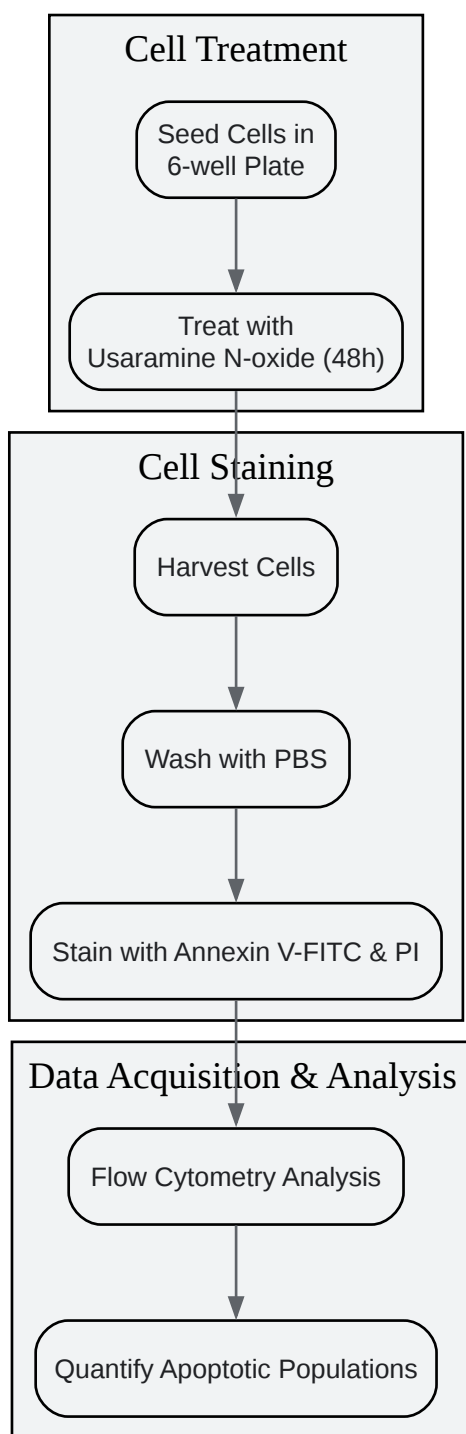 Cell Treatment
Seed Cells in
6-well Plate
Treat with
Usaramine N-oxide (48h)
Cell Staining
Harvest Cells
Wash with PBS
Stain with Annexin V-FITC & PI
Data Acquisition & Analysis
Flow Cytometry Analysis
Quantify Apoptotic Populations